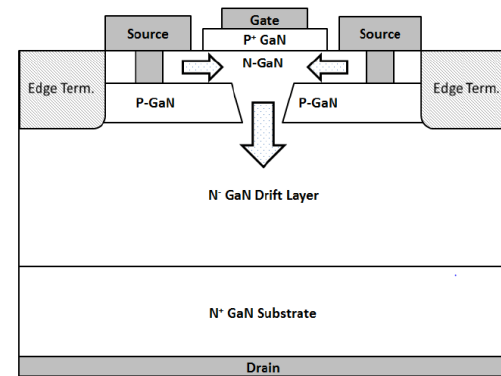 Gate
Source
P⁺ GaN
Source
N-GaN
Edge Term.
P-GaN
P-GaN
Edge Term.
N⁻ GaN Drift Layer
N⁺ GaN Substrate
Drain